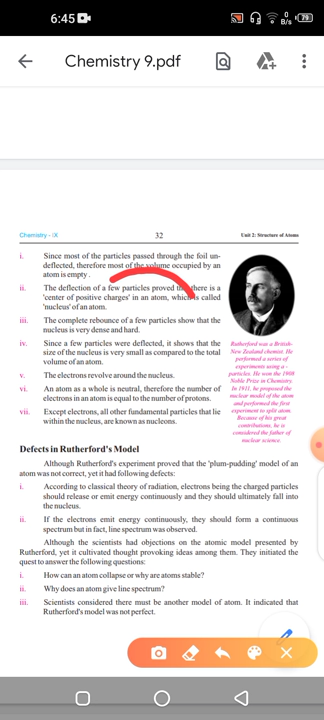 6:45
0
B/s
79
Chemistry 9.pdf
Chemistry - IX
32
Unit 2: Structure of Atoms
i. Since most of the particles passed through the foil un-
deflected, therefore most of the volume occupied by an
atom is empty .
ii. The deflection of a few particles proved that there is a
'center of positive charges' in an atom, which is called
'nucleus' of an atom.
iii. The complete rebounce of a few particles show that the
nucleus is very dense and hard.
iv. Since a few particles were deflected, it shows that the
size of the nucleus is very small as compared to the total
volume of an atom.
v. The electrons revolve around the nucleus.
vi. An atom as a whole is neutral, therefore the number of
electrons in an atom is equal to the number of protons.
vii. Except electrons, all other fundamental particles that lie
within the nucleus, are known as nucleons.
Rutherford was a British-
New Zealand chemist. He
performed a series of
experiments using α -
particles. He won the 1908
Noble Prize in Chemistry.
In 1911, he proposed the
nuclear model of the atom
and performed the first
experiment to split atom.
Because of his great
contributions, he is
considered the father of
nuclear science.
Defects in Rutherford's Model
Although Rutherford's experiment proved that the 'plum-pudding' model of an
atom was not correct, yet it had following defects:
i. According to classical theory of radiation, electrons being the charged particles
should release or emit energy continuously and they should ultimately fall into
the nucleus.
ii. If the electrons emit energy continuously, they should form a continuous
spectrum but in fact, line spectrum was observed.
Although the scientists had objections on the atomic model presented by
Rutherford, yet it cultivated thought provoking ideas among them. They initiated the
quest to answer the following questions:
i. How can an atom collapse or why are atoms stable?
ii. Why does an atom give line spectrum?
iii. Scientists considered there must be another model of atom. It indicated that
Rutherford's model was not perfect.